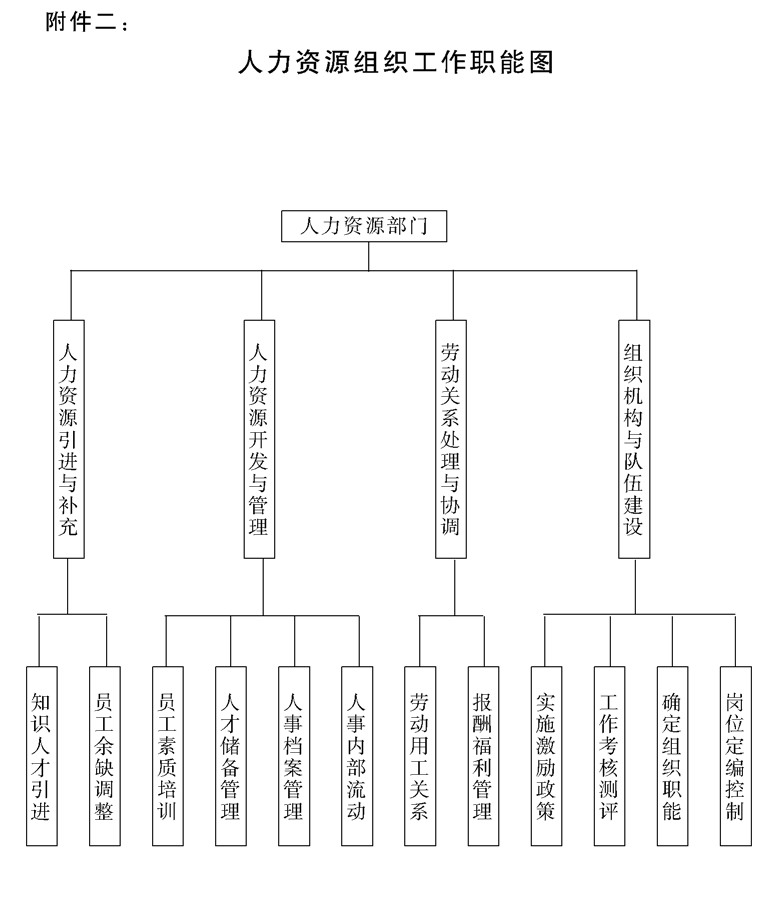 附件二：
人力资源组织工作职能图
人力资源部门
人力资源引进与补充
人力资源开发与管理
劳动关系处理与协调
组织机构与队伍建设
知识人才引进
员工余缺调整
员工素质培训
人才储备管理
人事档案管理
人事内部流动
劳动用工关系
报酬福利管理
实施激励政策
工作考核测评
确定组织职能
岗位定编控制